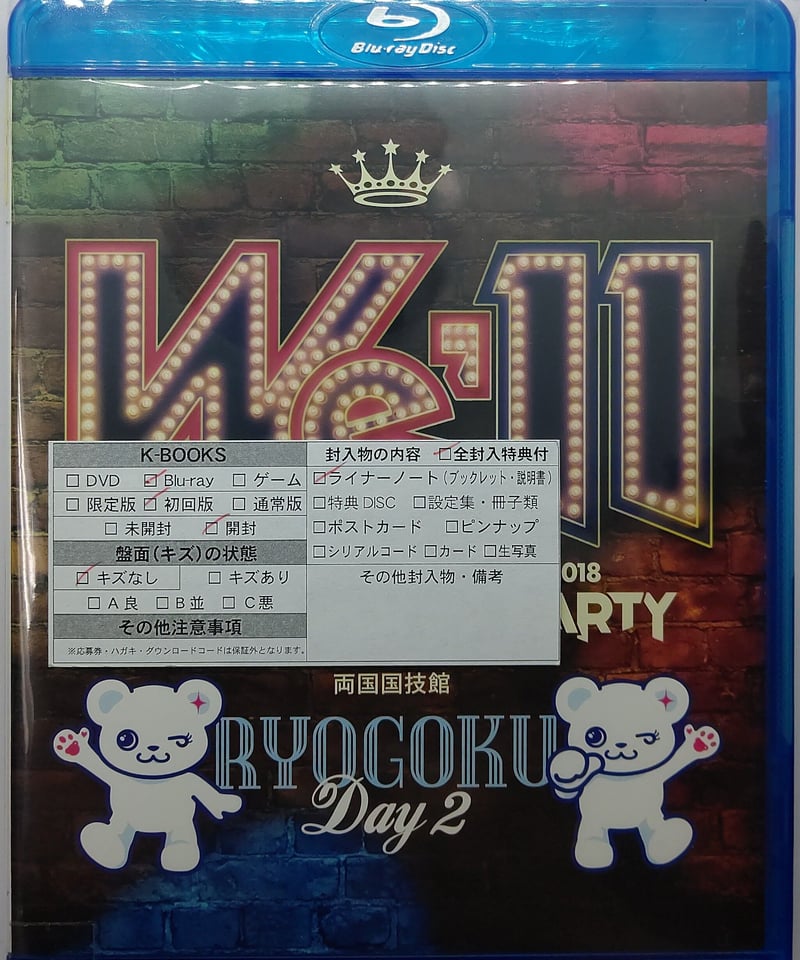 Blu-ray Disc
We'll
K-BOOKS
□ DVD □ Blu-ray □ ゲーム
□ 限定版 □ 初回版 □ 通常版
□ 未開封 □ 開封
盤面(キズ)の状態
□ キズなし □ キズあり
□ A 良 □ B 並 □ C 悪
その他注意事項
※応募券・ハガキ・ダウンロードコードは保証外となります。
封入物の内容 □全封入特典付
□ライナーノート(ブックレット・説明書)
□特典 DISC □設定集・冊子類
□ポストカード □ピンナップ
□シリアルコード □カード □生写真
その他封入物・備考
018
ARTY
両国国技館
RYOGOKU
Day 2